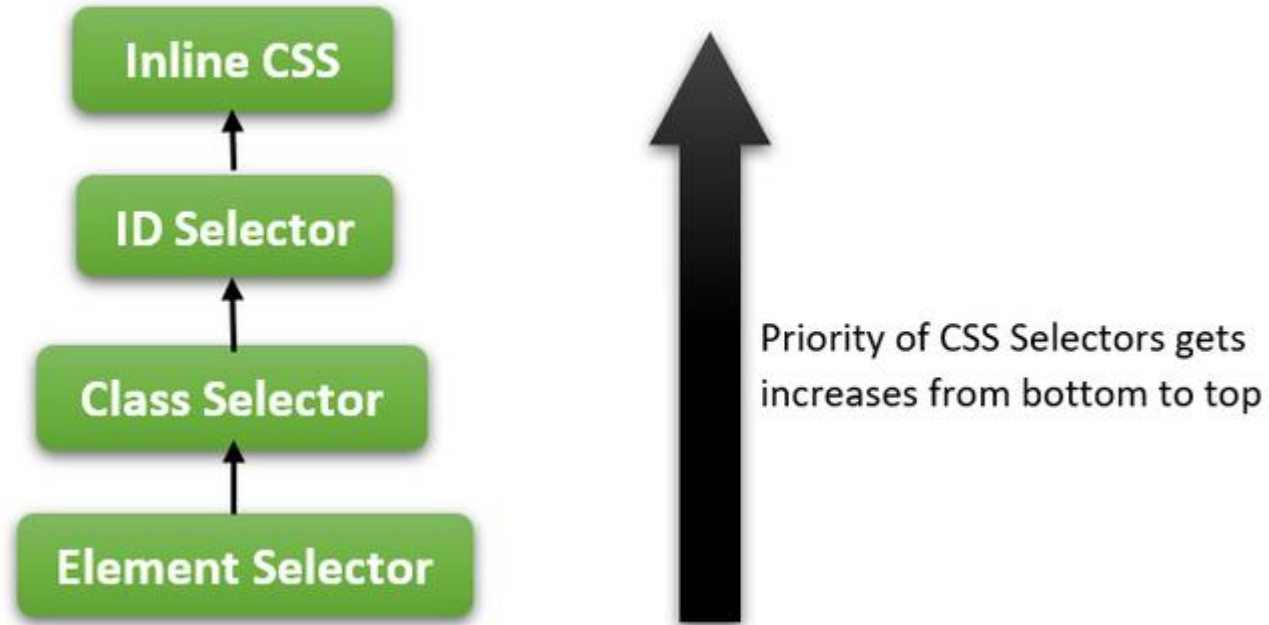 Inline CSS
ID Selector
Class Selector
Element Selector
Priority of CSS Selectors gets
increases from bottom to top